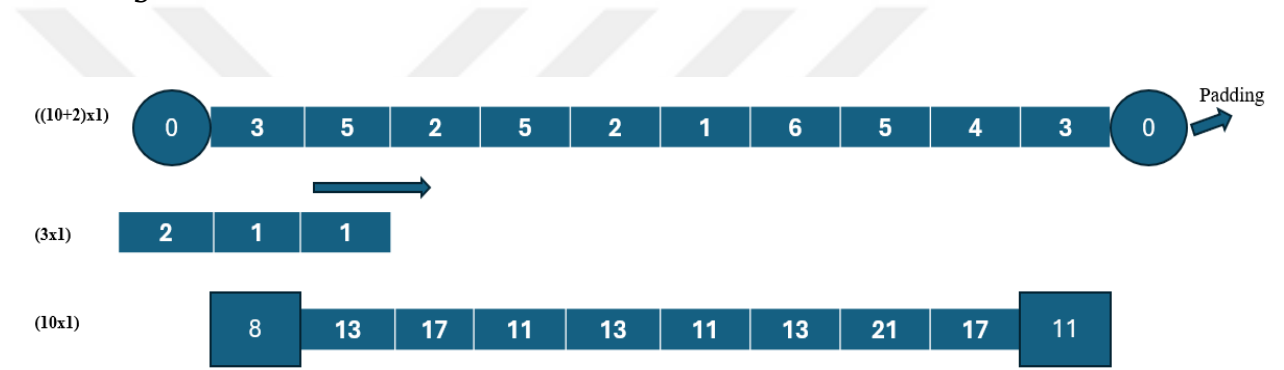 Padding
((10+2)x1) 0 3 5 2 5 2 1 6 5 4 3 0
(3x1) 2 1 1
(10x1) 8 13 17 11 13 11 13 21 17 11